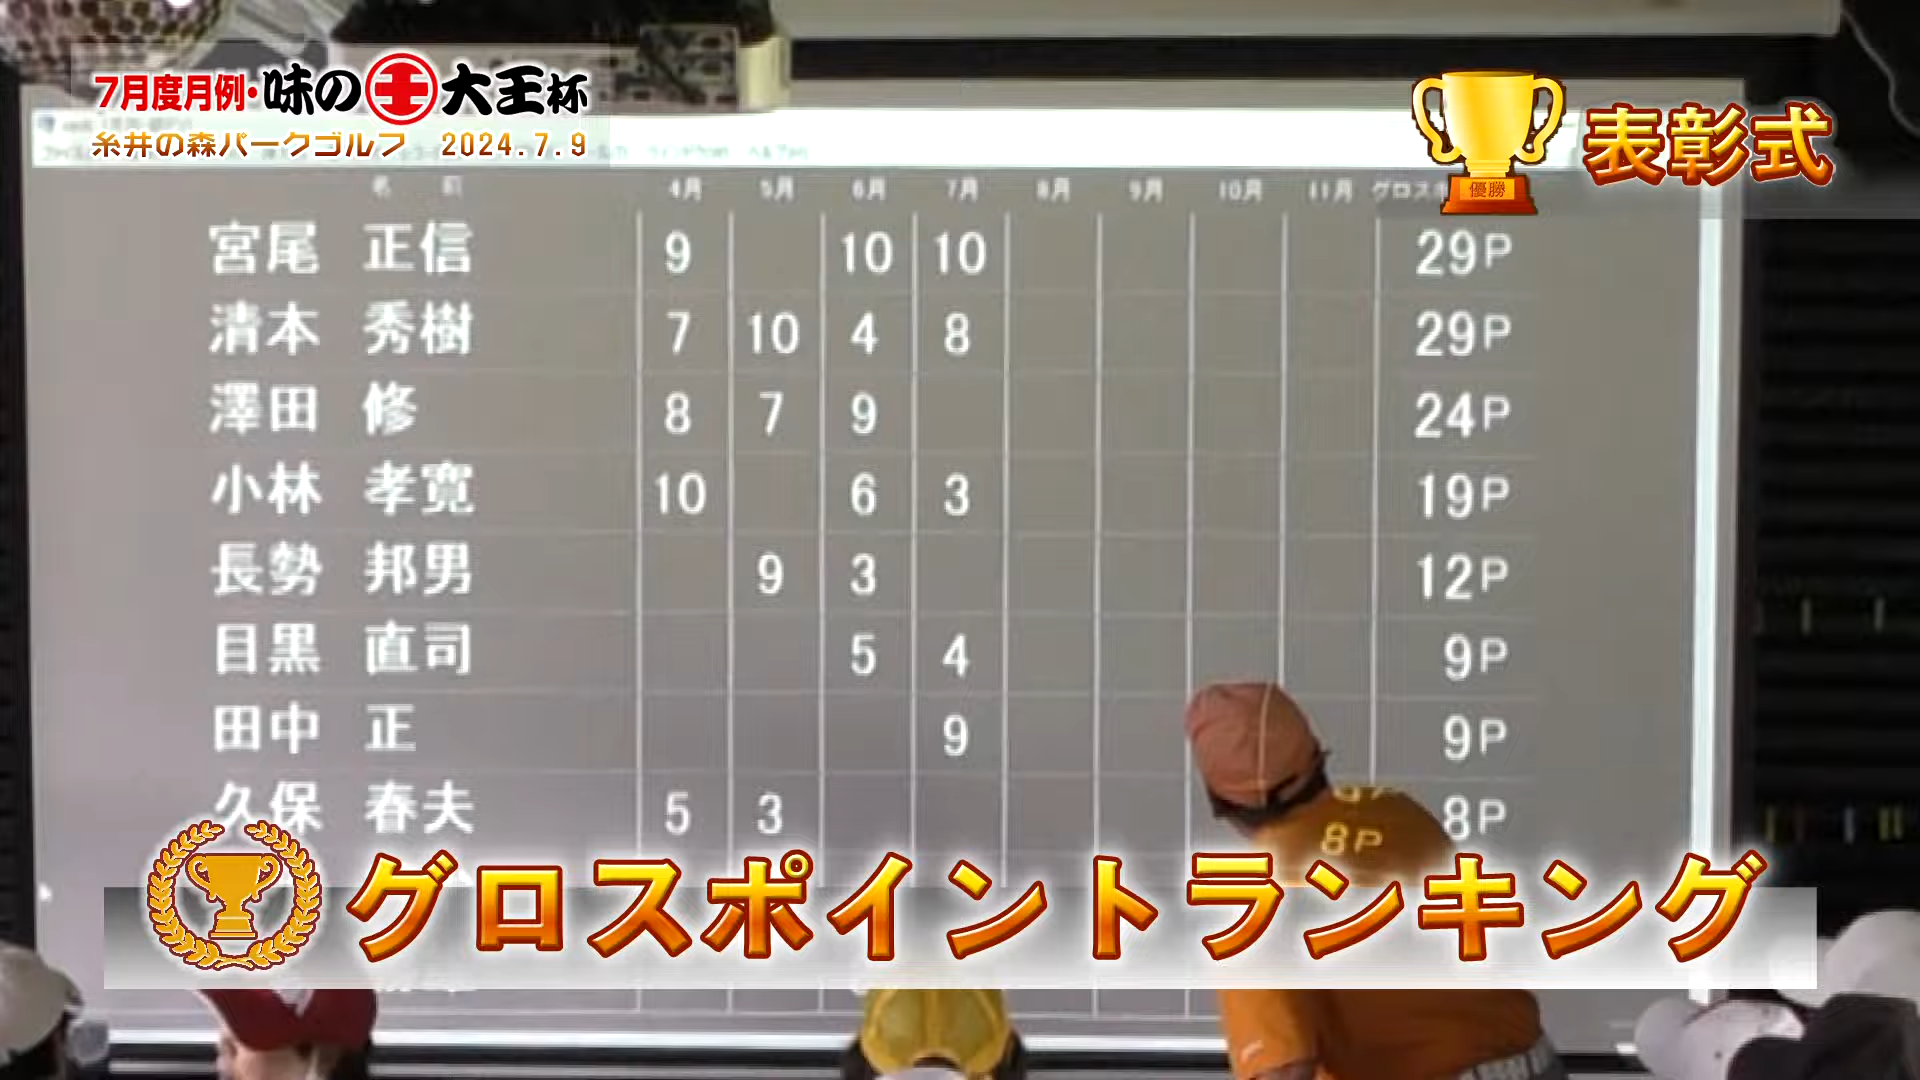 7月度月例・味の大王杯
糸井の森パークゴルフ 2024.7.9
優勝
表彰式
名 前 4月 5月 6月 7月 8月 9月 10月 11月 グロスポ
宮尾 正信 9 10 10 29P
清本 秀樹 7 10 4 8 29P
澤田 修 8 7 9 24P
小林 孝寛 10 6 3 19P
長勢 邦男 9 3 12P
目黒 直司 5 4 9P
田中 正 9 9P
久保 春夫 5 3 8P
8P
グロスポイントランキング